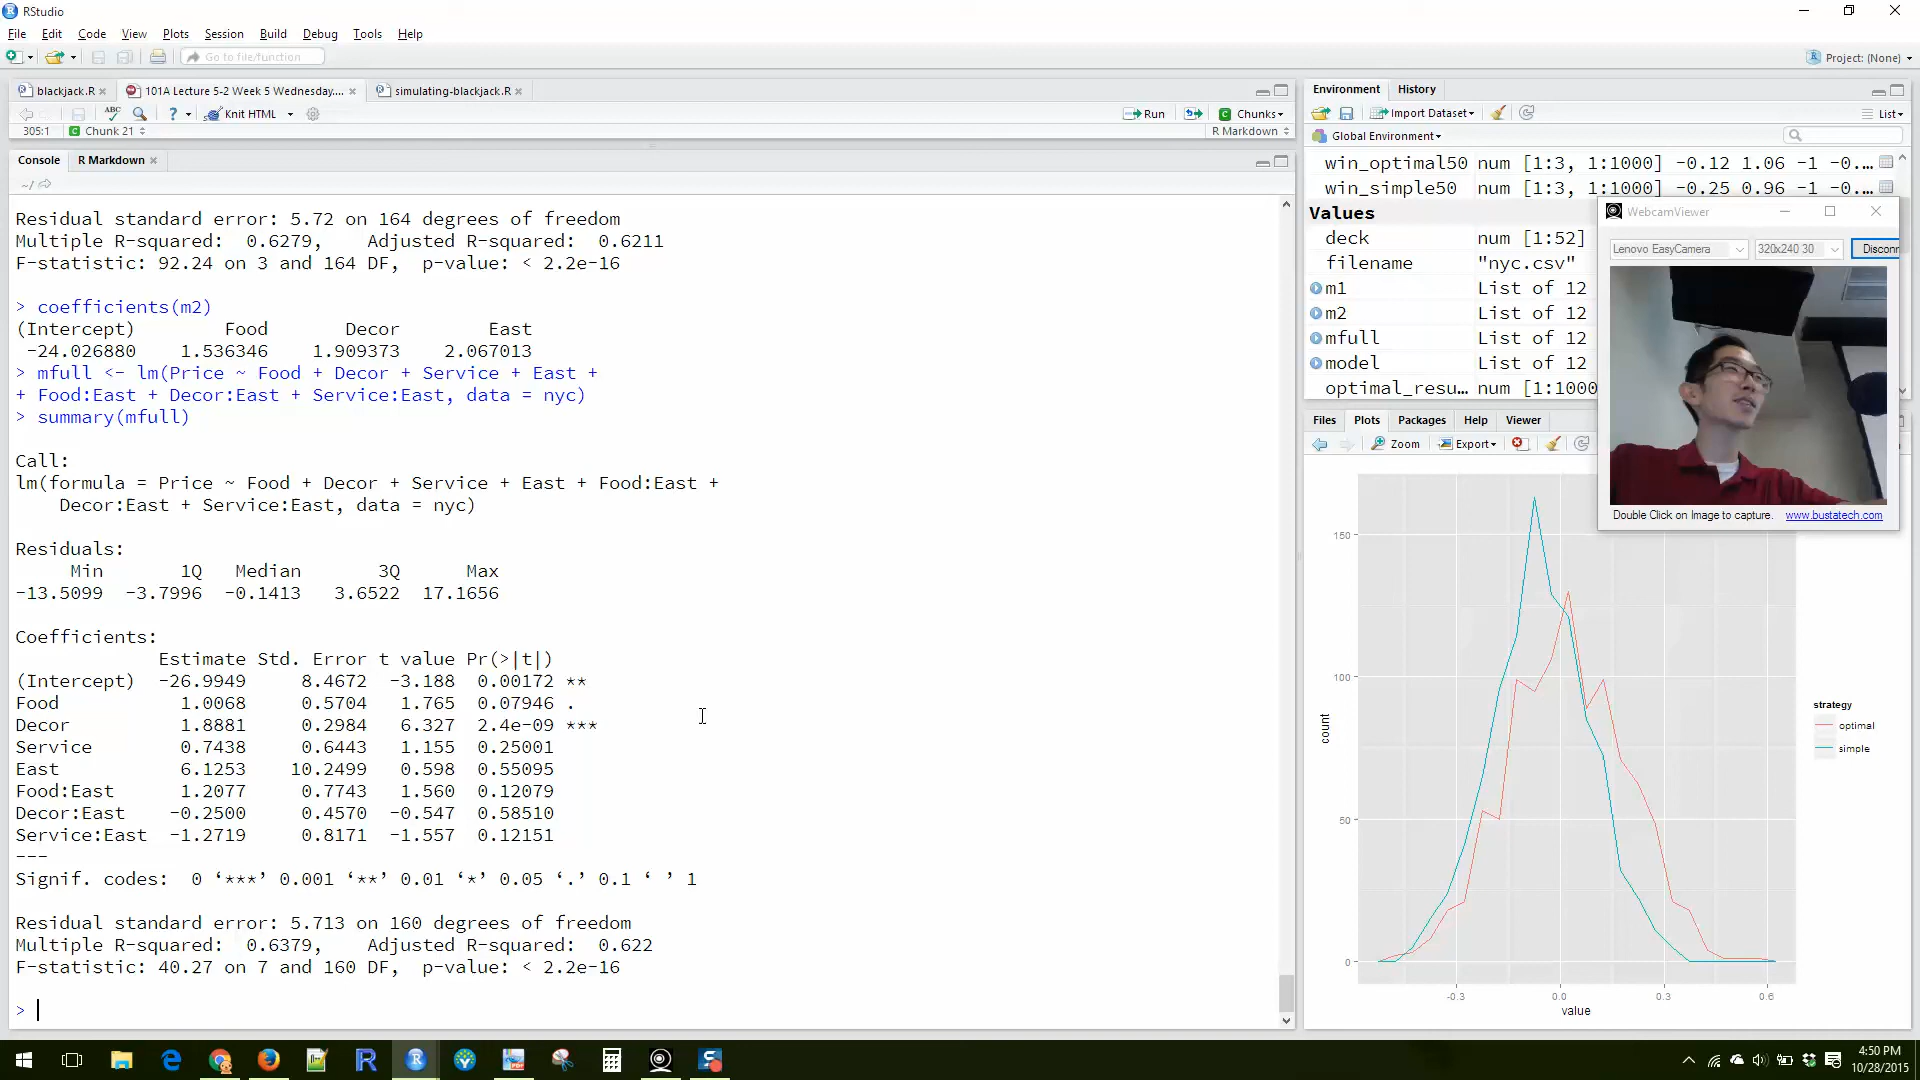 RStudio
File Edit Code View Plots Session Build Debug Tools Help
Go to file/function
Project: (None)
blackjack.R
101A Lecture 5-2 Week 5 Wednesday....
simulating-blackjack.R
ABC
?
Knit HTML
Run
Chunks
305:1
Chunk 21
R Markdown
Console
R Markdown
~/
Residual standard error: 5.72 on 164 degrees of freedom
Multiple R-squared:  0.6279,    Adjusted R-squared:  0.6211
F-statistic: 92.24 on 3 and 164 DF,  p-value: < 2.2e-16
> coefficients(m2)
(Intercept)        Food       Decor        East
 -24.026880    1.536346    1.909373    2.067013
> mfull <- lm(Price ~ Food + Decor + Service + East +
+ Food:East + Decor:East + Service:East, data = nyc)
> summary(mfull)
Call:
lm(formula = Price ~ Food + Decor + Service + East + Food:East +
    Decor:East + Service:East, data = nyc)
Residuals:
     Min       1Q   Median       3Q      Max
-13.5099  -3.7996  -0.1413   3.6522  17.1656
Coefficients:
             Estimate Std. Error t value Pr(>|t|)
(Intercept)  -26.9949     8.4672  -3.188  0.00172 **
Food           1.0068     0.5704   1.765  0.07946 .
Decor          1.8881     0.2984   6.327  2.4e-09 ***
Service        0.7438     0.6443   1.155  0.25001
East           6.1253    10.2499   0.598  0.55095
Food:East      1.2077     0.7743   1.560  0.12079
Decor:East    -0.2500     0.4570  -0.547  0.58510
Service:East  -1.2719     0.8171  -1.557  0.12151
---
Signif. codes:  0 ‘***’ 0.001 ‘**’ 0.01 ‘*’ 0.05 ‘.’ 0.1 ‘ ’ 1
Residual standard error: 5.713 on 160 degrees of freedom
Multiple R-squared:  0.6379,    Adjusted R-squared:  0.622
F-statistic: 40.27 on 7 and 160 DF,  p-value: < 2.2e-16
>
Environment History
Import Dataset
List
Global Environment
win_optimal50 num [1:3, 1:1000] -0.12 1.06 -1 -0....
win_simple50 num [1:3, 1:1000] -0.25 0.96 -1 -0....
Values
deck num [1:52]
filename "nyc.csv"
m1 List of 12
m2 List of 12
mfull List of 12
model List of 12
optimal_resu... num [1:1000
WebcamViewer
Lenovo EasyCamera
320x240 30
Disconn
Double Click on Image to capture. www.bustatech.com
Files Plots Packages Help Viewer
Zoom
Export
150
100
50
0
count
-0.3 0.0 0.3 0.6
value
strategy
optimal
simple
4:50 PM
10/28/2015